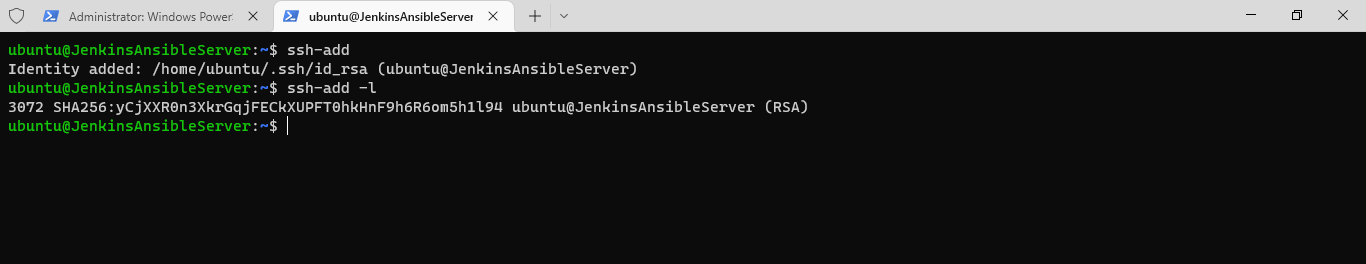 Administrator: Windows Power
ubuntu@JenkinsAnsibleServer
ubuntu@JenkinsAnsibleServer:~$ ssh-add
Identity added: /home/ubuntu/.ssh/id_rsa (ubuntu@JenkinsAnsibleServer)
ubuntu@JenkinsAnsibleServer:~$ ssh-add -l
3072 SHA256:yCjXXR0n3XkrGqjFECkXUPFT0hkHnF9h6R6om5h1l94 ubuntu@JenkinsAnsibleServer (RSA)
ubuntu@JenkinsAnsibleServer:~$